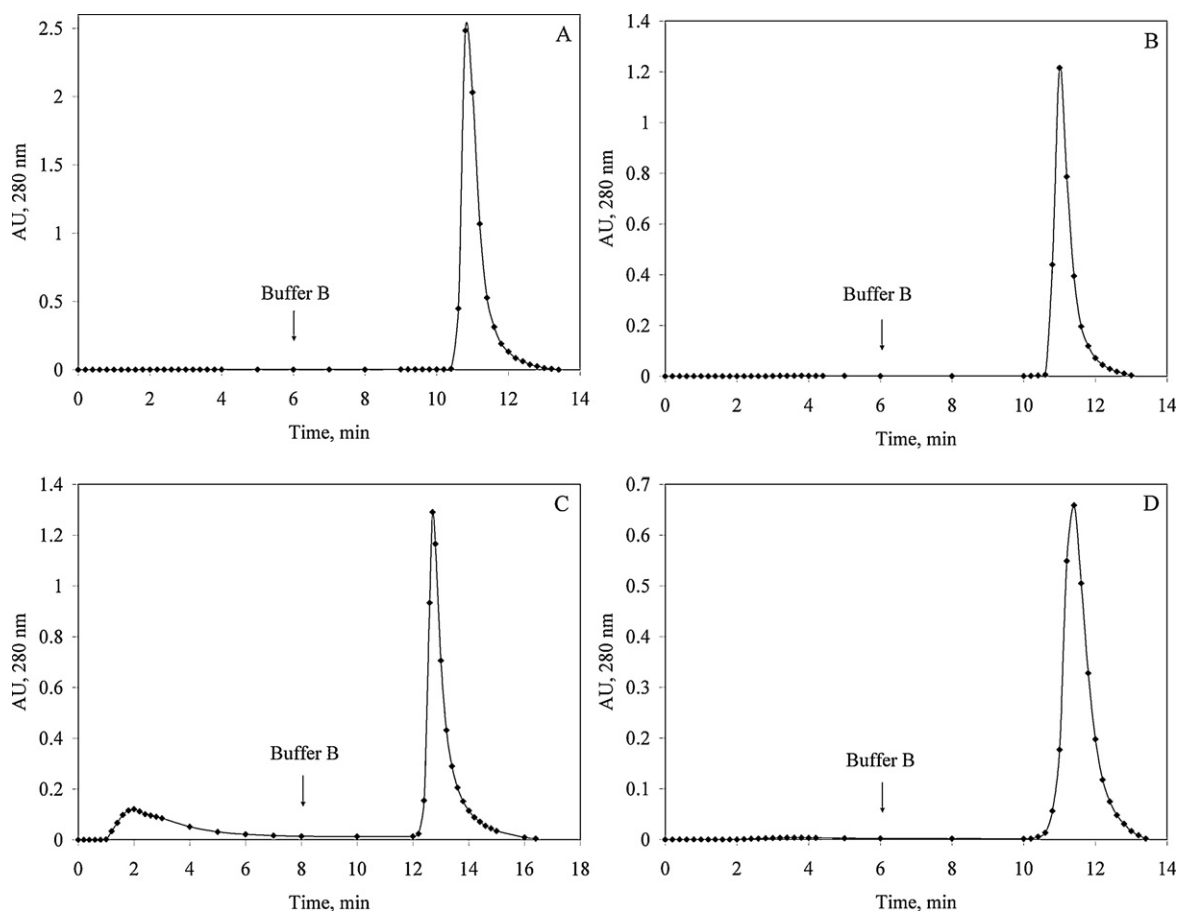 A
AU, 280 nm
2.5
2
1.5
1
0.5
0
Buffer B
0 2 4 6 8 10 12 14
Time, min
B
AU, 280 nm
1.4
1.2
1
0.8
0.6
0.4
0.2
0
Buffer B
0 2 4 6 8 10 12 14
Time, min
C
AU, 280 nm
1.4
1.2
1
0.8
0.6
0.4
0.2
0
Buffer B
0 2 4 6 8 10 12 14 16 18
Time, min
D
AU, 280 nm
0.7
0.6
0.5
0.4
0.3
0.2
0.1
0
Buffer B
0 2 4 6 8 10 12 14
Time, min